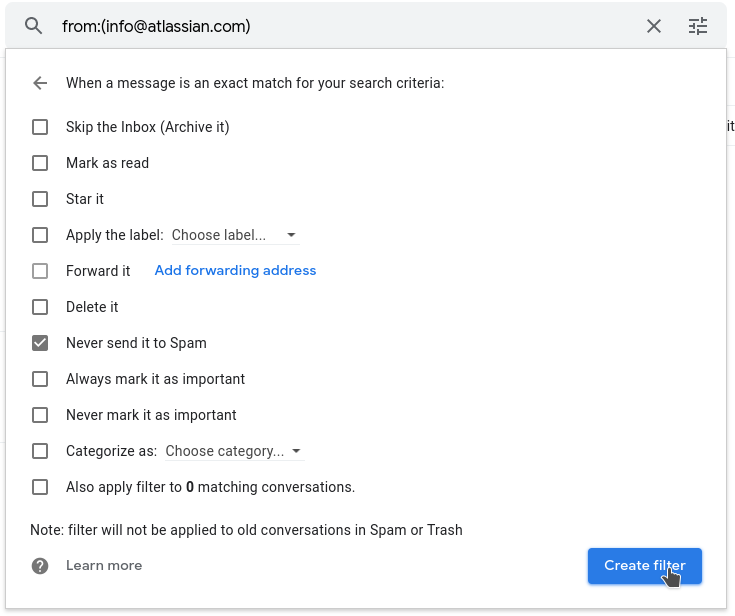 from:(info@atlassian.com)
When a message is an exact match for your search criteria:
it
Skip the Inbox (Archive it)
Mark as read
Star it
Apply the label: Choose label...
Forward it Add forwarding address
Delete it
Never send it to Spam
Always mark it as important
Never mark it as important
Categorize as: Choose category...
Also apply filter to 0 matching conversations.
Note: filter will not be applied to old conversations in Spam or Trash
? Learn more
Create filter